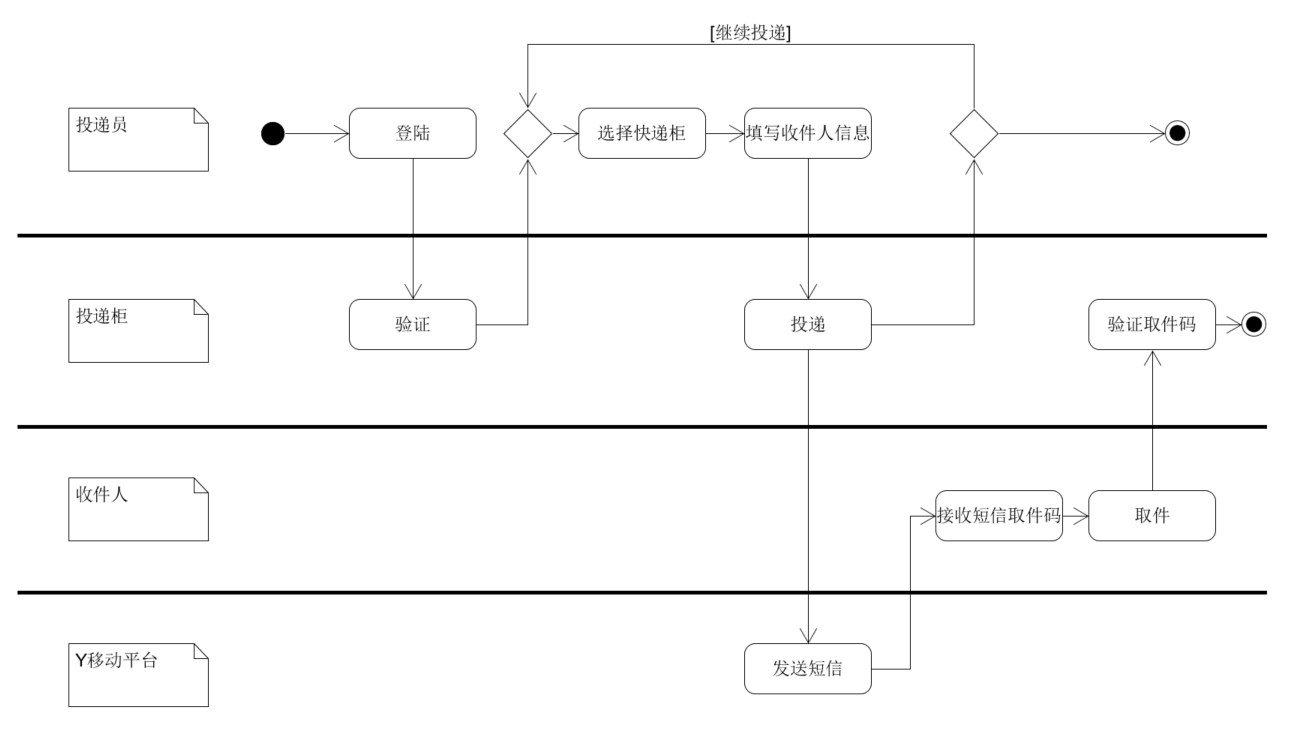 [继续投递]
投递员
登陆
选择快递柜
填写收件人信息
投递柜
验证
投递
验证取件码
收件人
接收短信取件码
取件
Y移动平台
发送短信